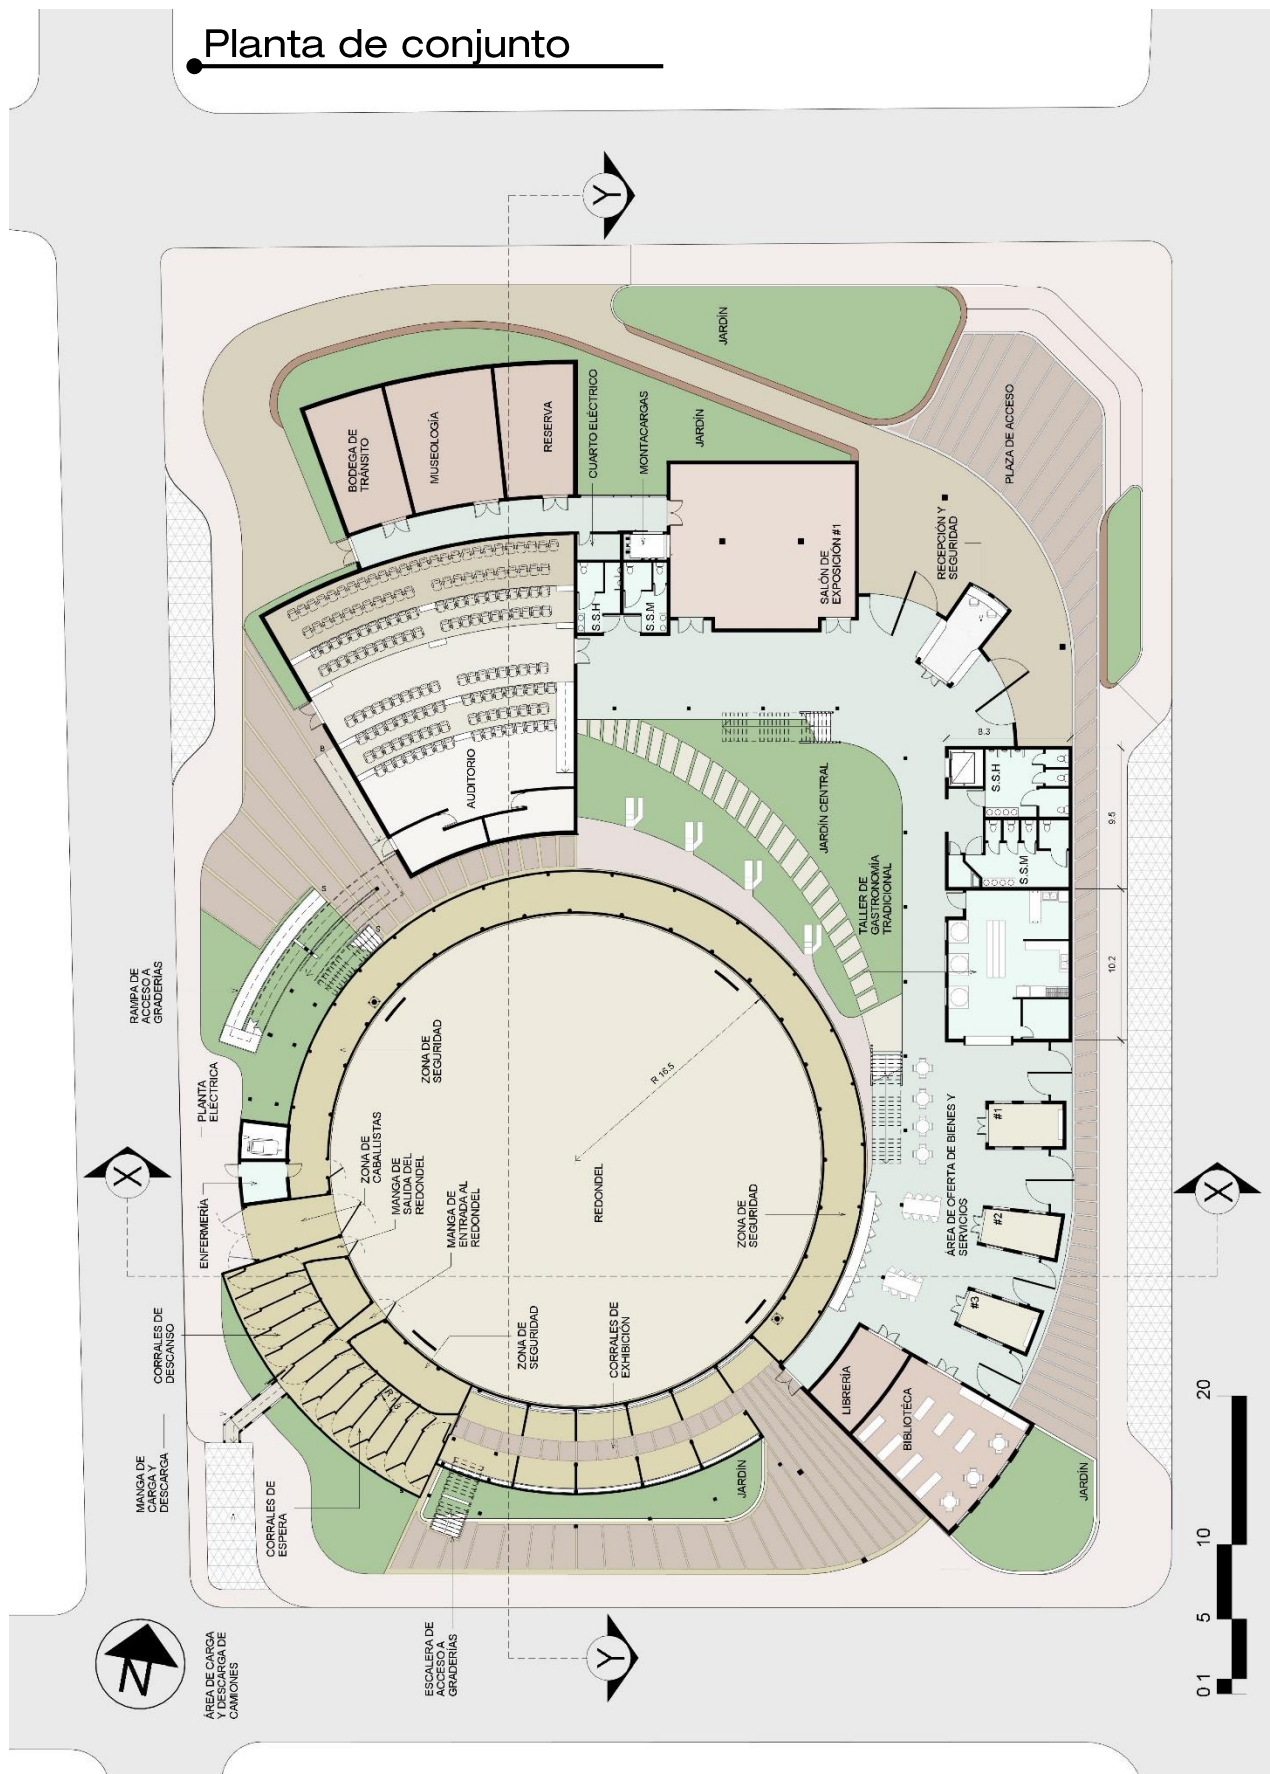 Planta de conjunto
Y
JARDÍN
PLAZA DE ACCESO
BODEGA DE
TRÁNSITO
MUSEOLOGÍA
RESERVA
CUARTO ELÉCTRICO
MONTACARGAS
JARDÍN
SALÓN DE
EXPOSICIÓN #1
RECEPCIÓN Y
SEGURIDAD
S.S.H
S.S.M
AUDITORIO
B
8.3
S.S.H
9.5
S.S.M
JARDÍN CENTRAL
TALLER DE
GASTRONOMÍA
TRADICIONAL
10.2
S
S
RAMPA DE
ACCESO A
GRADERÍAS
ZONA DE
SEGURIDAD
R 16.5
PLANTA
ELÉCTRICA
#1
X
ENFERMERÍA
ZONA DE
CABALLISTAS
MANGA DE
SALIDA DEL
REDONDEL
MANGA DE
ENTRADA AL
REDONDEL
REDONDEL
ZONA DE
SEGURIDAD
ÁREA DE OFERTA DE BIENES Y
SERVICIOS
#2
X
#3
CORRALES DE
DESCANSO
ZONA DE
SEGURIDAD
CORRALES DE
EXHIBICIÓN
LIBRERÍA
BIBLIOTÉCA
MANGA DE
CARGA Y
DESCARGA
CORRALES DE
ESPERA
S
JARDÍN
JARDÍN
ESCALERA DE
ACCESO A
GRADERÍAS
Y
N
ÁREA DE CARGA
Y DESCARGA DE
CAMIONES
0 1 5 10 20